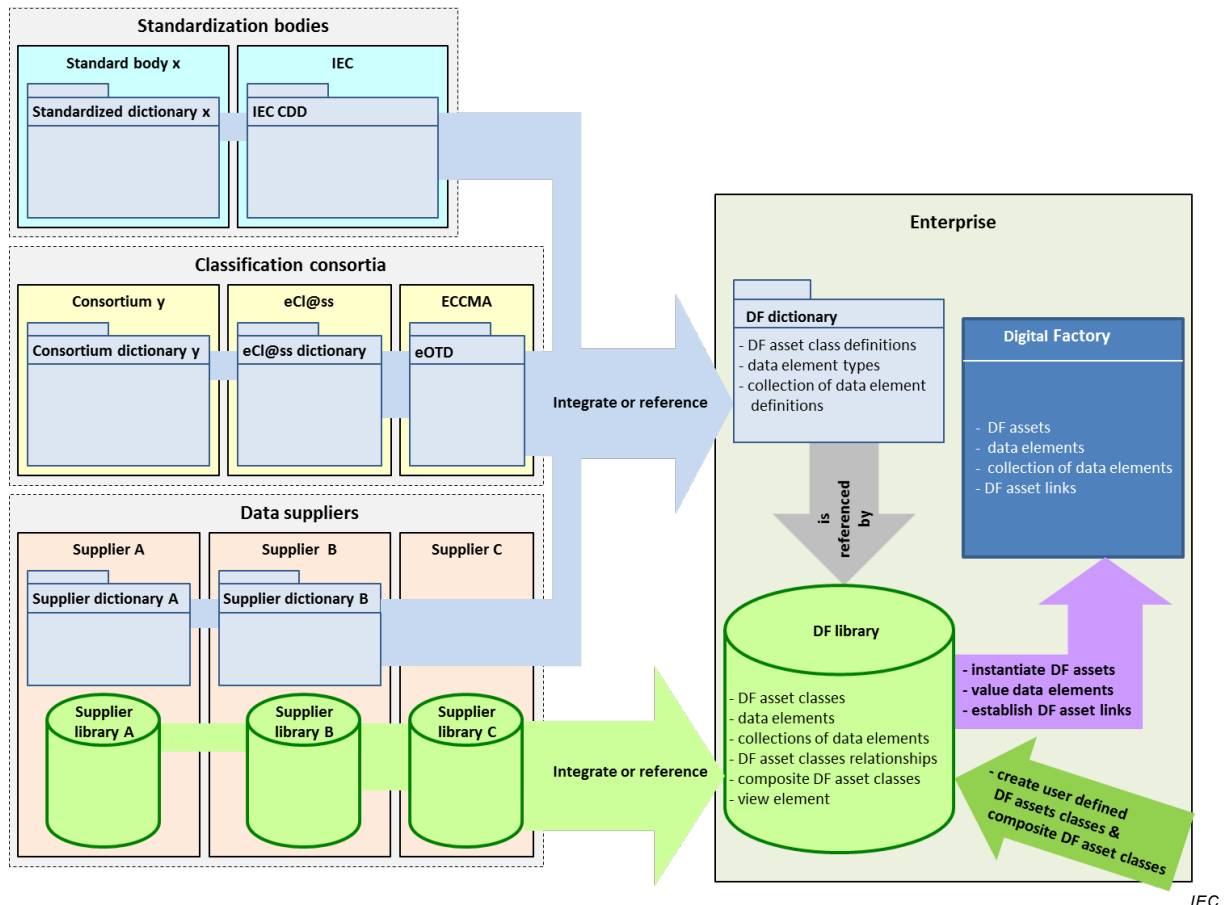 Standardization bodies
Standard body x
IEC
Standardized dictionary x
IEC CDD
Classification consortia
Consortium y
eCl@ss
ECCMA
Consortium dictionary y
eCl@ss dictionary
eOTD
Integrate or reference
Data suppliers
Supplier A
Supplier B
Supplier C
Supplier dictionary A
Supplier dictionary B
Supplier
library A
Supplier
library B
Supplier
library C
Integrate or reference
Enterprise
DF dictionary
- DF asset class definitions
- data element types
- collection of data element
definitions
Digital Factory
- DF assets
- data elements
- collection of data elements
- DF asset links
is
referenced
by
DF library
- DF asset classes
- data elements
- collections of data elements
- DF asset classes relationships
- composite DF asset classes
- view element
- instantiate DF assets
- value data elements
- establish DF asset links
- create user defined
DF assets classes &
composite DF asset classes
IEC